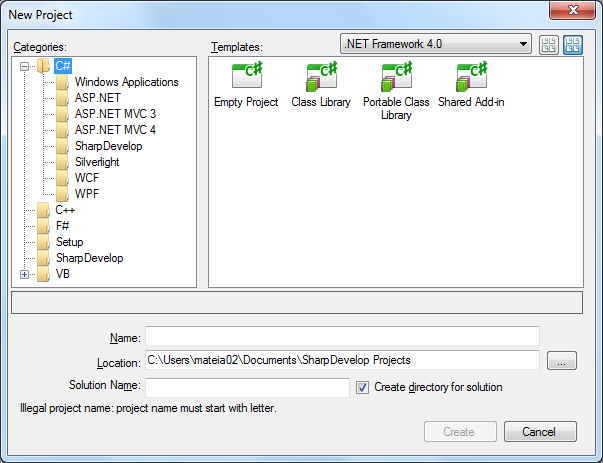 New Project
Categories:
Templates:
.NET Framework 4.0
C#
Windows Applications
ASP.NET
ASP.NET MVC 3
ASP.NET MVC 4
SharpDevelop
Silverlight
WCF
WPF
C++
F#
Setup
SharpDevelop
VB
C# C# C# C#
Empty Project Class Library Portable Class Shared Add-in
Library
Name:
Location: C:\Users\mateia02\Documents\SharpDevelop Projects
...
Solution Name:
Create directory for solution
Illegal project name: project name must start with letter.
Create Cancel